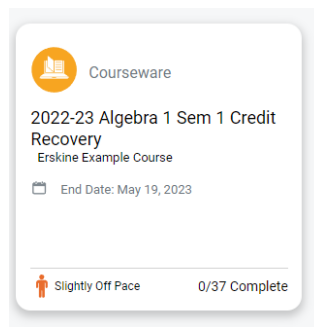 Courseware
2022-23 Algebra 1 Sem 1 Credit
Recovery
Erskine Example Course
End Date: May 19, 2023
Slightly Off Pace 0/37 Complete